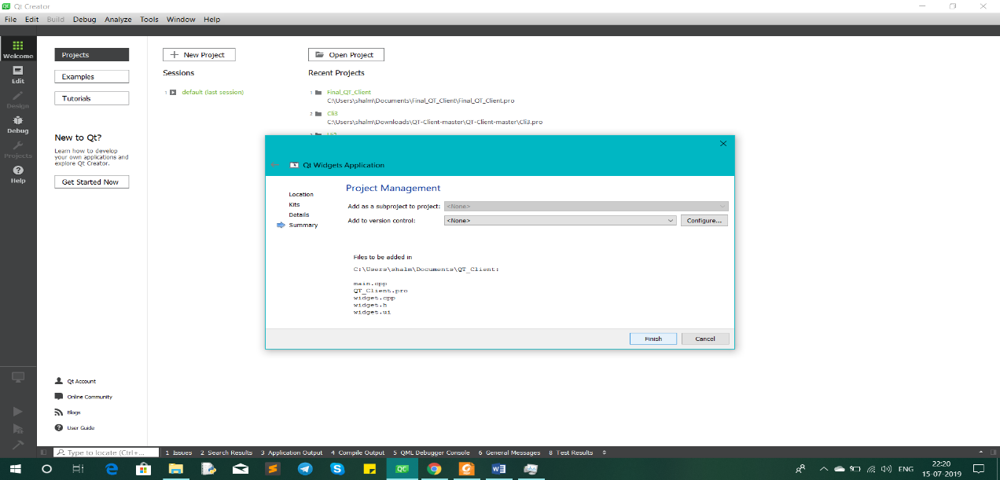 Qt Creator
File Edit Build Debug Analyze Tools Window Help
Welcome
Edit
Design
Debug
Projects
Help
Projects
Examples
Tutorials
New to Qt?
Learn how to develop
your own applications and
explore Qt Creator.
Get Started Now
Qt Account
Online Community
Blogs
User Guide
New Project
Sessions
1 default (last session)
Open Project
Recent Projects
1 Final_QT_Client
C:\Users\shalm\Documents\Final_QT_Client\Final_QT_Client.pro
2 Cli3
C:\Users\shalm\Downloads\QT-Client-master\QT-Client-master\Cli3.pro
Qt Widgets Application
Location
Kits
Details
Summary
Project Management
Add as a subproject to project: <None>
Add to version control: <None> Configure...
Files to be added in
C:\Users\shalm\Documents\QT_Client:
main.cpp
QT_Client.pro
widget.cpp
widget.h
widget.ui
Finish Cancel
Type to locate (Ctrl+... 1 Issues 2 Search Results 3 Application Output 4 Compile Output 5 QML Debugger Console 6 General Messages 8 Test Results
ENG 22:20
15-07-2019